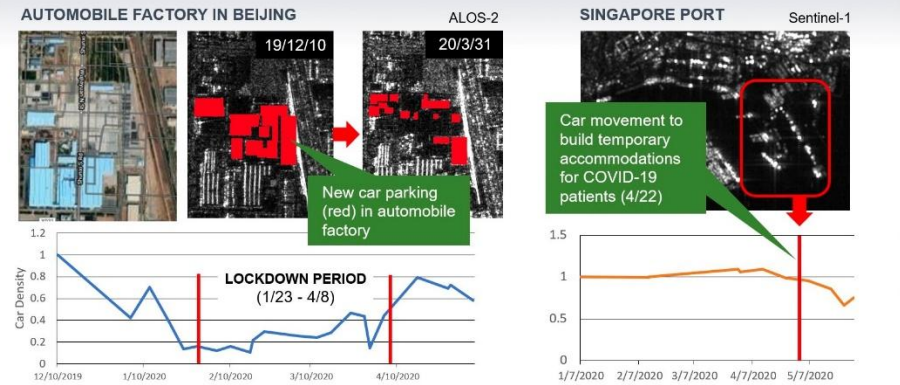 AUTOMOBILE FACTORY IN BEIJING
ALOS-2
19/12/10
20/3/31
New car parking
(red) in automobile
factory
1.2
1
0.8
0.6
0.4
0.2
0
Car Density
LOCKDOWN PERIOD
(1/23 - 4/8)
12/10/2019
1/10/2020
2/10/2020
3/10/2020
4/10/2020
SINGAPORE PORT
Sentinel-1
Car movement to
build temporary
accommodations
for COVID-19
patients (4/22)
1.5
1
0.5
0
1/7/2020
2/7/2020
3/7/2020
4/7/2020
5/7/2020